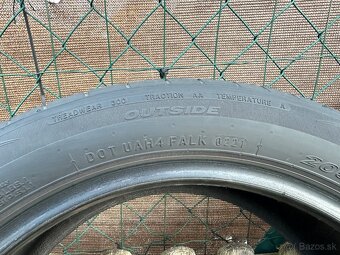 TREADWEAR 300 TRACTION AA TEMPERATURE A
OUTSIDE
DOT UAR4 FALK 0221
Bazos.sk